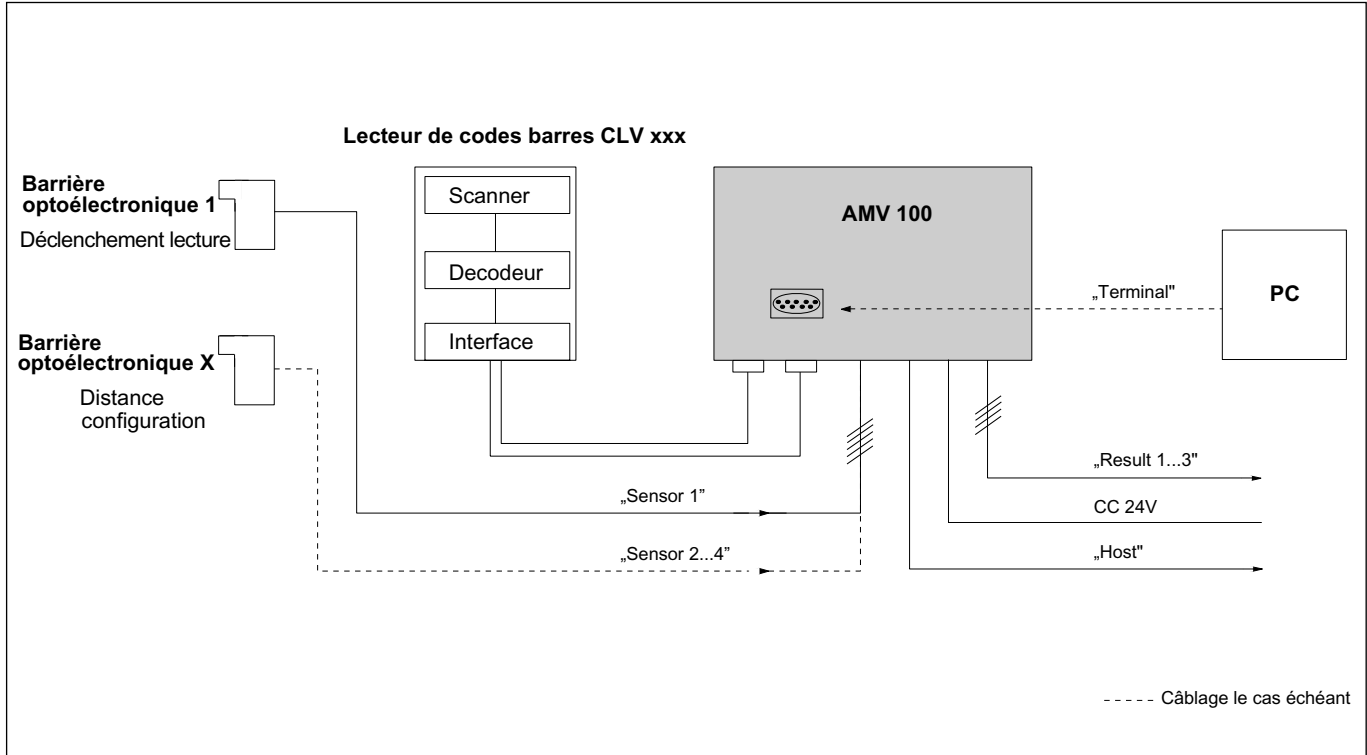 Lecteur de codes barres CLV xxx
Barrière
optoélectronique 1
Déclenchement lecture
Scanner
Decodeur
Interface
AMV 100
„Terminal"
PC
Barrière
optoélectronique X
Distance
configuration
„Result 1...3"
„Sensor 1”
CC 24V
„Sensor 2...4”
„Host"
Câblage le cas échéant